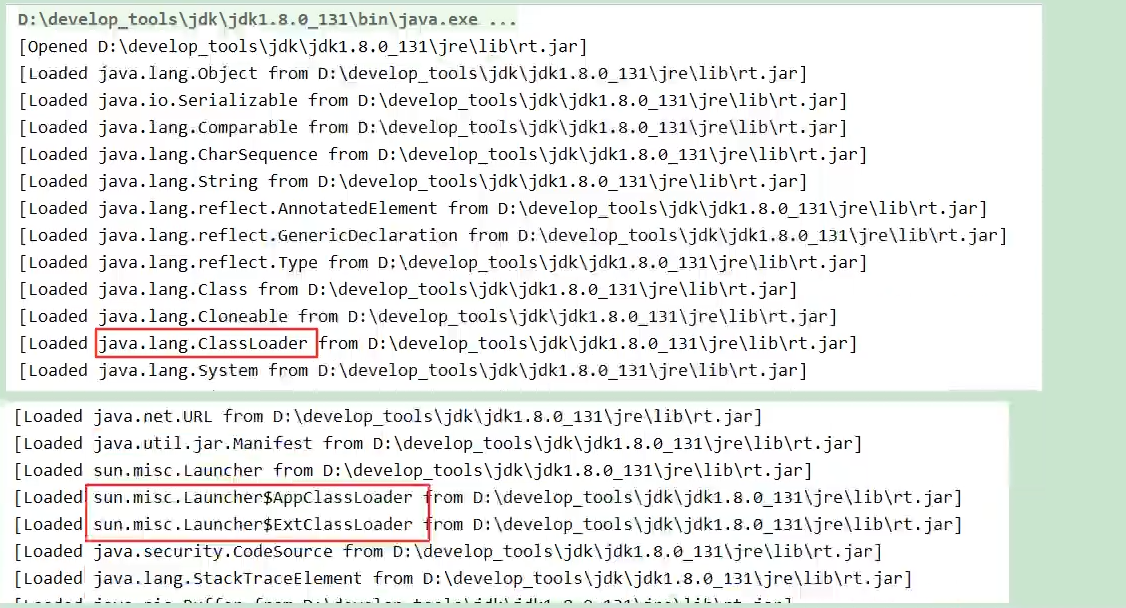 D:\develop_tools\jdk\jdk1.8.0_131\bin\java.exe ...
[Opened D:\develop_tools\jdk\jdk1.8.0_131\jre\lib\rt.jar]
[Loaded java.lang.Object from D:\develop_tools\jdk\jdk1.8.0_131\jre\lib\rt.jar]
[Loaded java.io.Serializable from D:\develop_tools\jdk\jdk1.8.0_131\jre\lib\rt.jar]
[Loaded java.lang.Comparable from D:\develop_tools\jdk\jdk1.8.0_131\jre\lib\rt.jar]
[Loaded java.lang.CharSequence from D:\develop_tools\jdk\jdk1.8.0_131\jre\lib\rt.jar]
[Loaded java.lang.String from D:\develop_tools\jdk\jdk1.8.0_131\jre\lib\rt.jar]
[Loaded java.lang.reflect.AnnotatedElement from D:\develop_tools\jdk\jdk1.8.0_131\jre\lib\rt.jar]
[Loaded java.lang.reflect.GenericDeclaration from D:\develop_tools\jdk\jdk1.8.0_131\jre\lib\rt.jar]
[Loaded java.lang.reflect.Type from D:\develop_tools\jdk\jdk1.8.0_131\jre\lib\rt.jar]
[Loaded java.lang.Class from D:\develop_tools\jdk\jdk1.8.0_131\jre\lib\rt.jar]
[Loaded java.lang.Cloneable from D:\develop_tools\jdk\jdk1.8.0_131\jre\lib\rt.jar]
[Loaded java.lang.ClassLoader from D:\develop_tools\jdk\jdk1.8.0_131\jre\lib\rt.jar]
[Loaded java.lang.System from D:\develop_tools\jdk\jdk1.8.0_131\jre\lib\rt.jar]
[Loaded java.net.URL from D:\develop_tools\jdk\jdk1.8.0_131\jre\lib\rt.jar]
[Loaded java.util.jar.Manifest from D:\develop_tools\jdk\jdk1.8.0_131\jre\lib\rt.jar]
[Loaded sun.misc.Launcher from D:\develop_tools\jdk\jdk1.8.0_131\jre\lib\rt.jar]
[Loaded sun.misc.Launcher$AppClassLoader from D:\develop_tools\jdk\jdk1.8.0_131\jre\lib\rt.jar]
[Loaded sun.misc.Launcher$ExtClassLoader from D:\develop_tools\jdk\jdk1.8.0_131\jre\lib\rt.jar]
[Loaded java.security.CodeSource from D:\develop_tools\jdk\jdk1.8.0_131\jre\lib\rt.jar]
[Loaded java.lang.StackTraceElement from D:\develop_tools\jdk\jdk1.8.0_131\jre\lib\rt.jar]